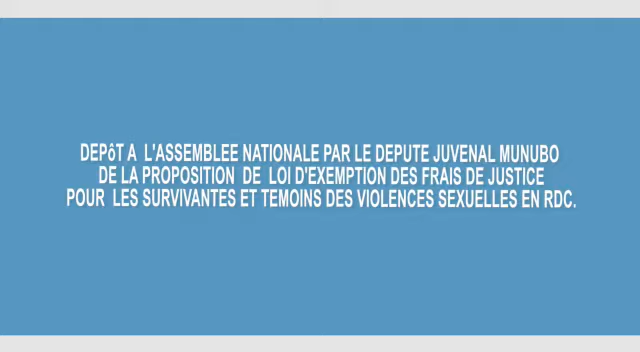 DEPôT A L'ASSEMBLEE NATIONALE PAR LE DEPUTE JUVENAL MUNUBO
DE LA PROPOSITION DE LOI D'EXEMPTION DES FRAIS DE JUSTICE
POUR LES SURVIVANTES ET TEMOINS DES VIOLENCES SEXUELLES EN RDC.